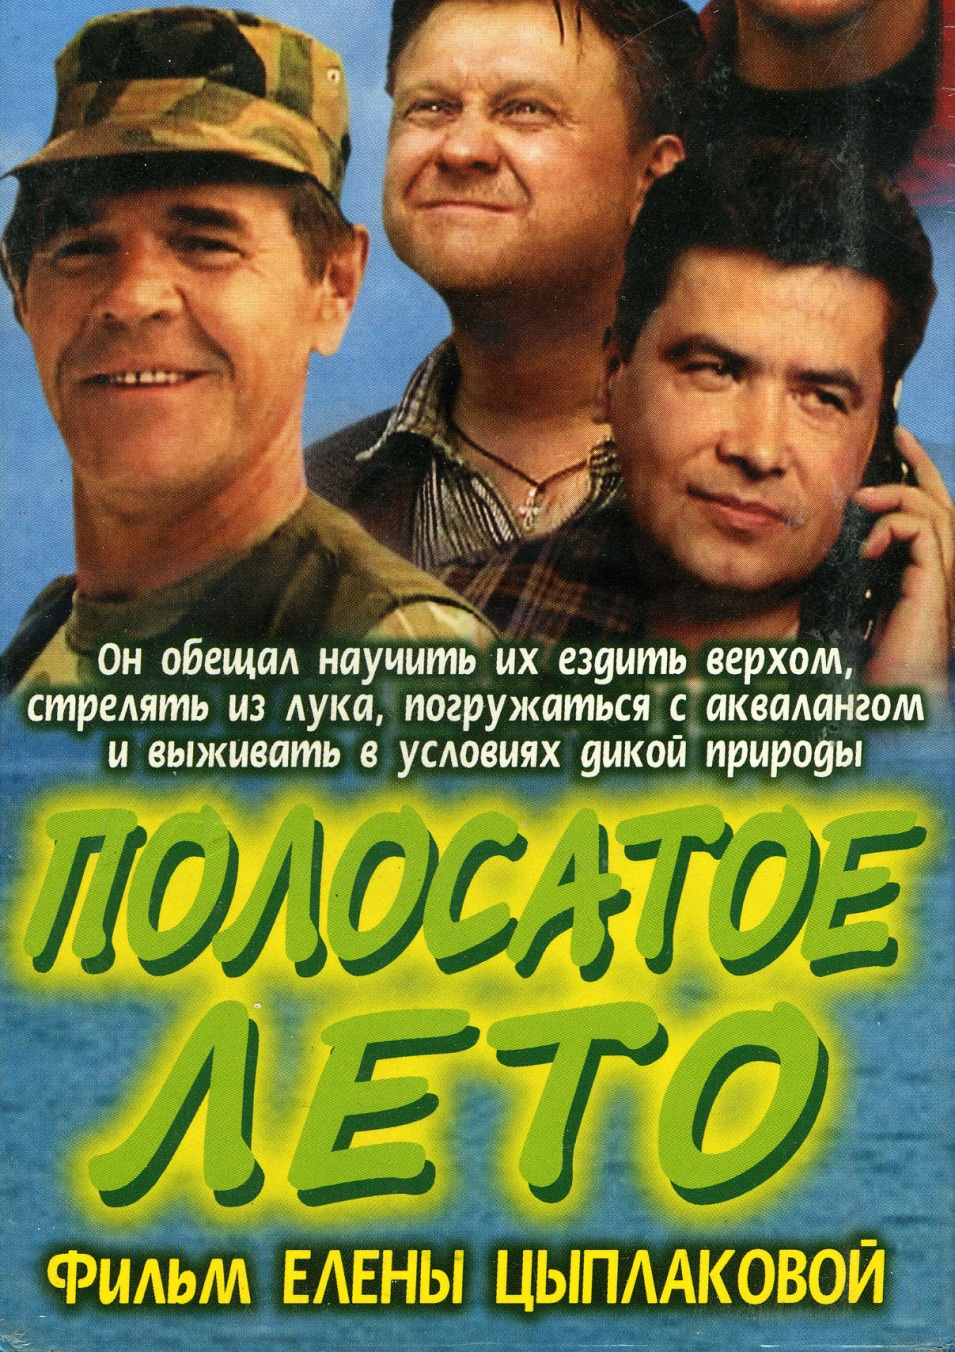 Он обещал научить их ездить верхом,
стрелять из лука, погружаться с аквалангом
и выживать в условиях дикой природы
ПОЛОСАТОЕ
ЛЕТО
Фильм ЕЛЕНЫ ЦЫПЛАКОВОЙ